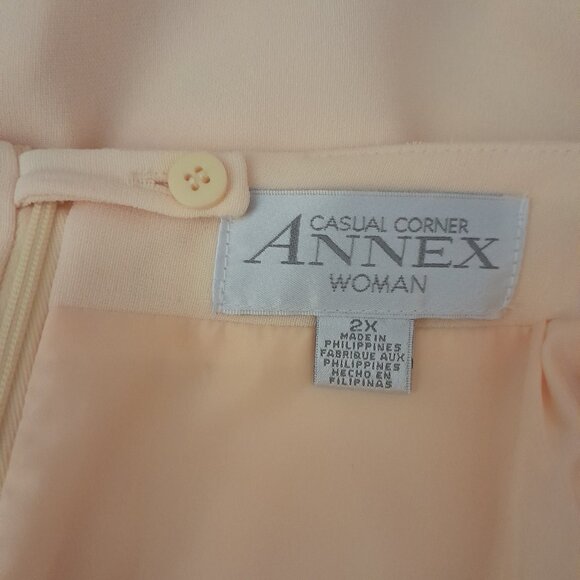 CASUAL CORNER
ANNEX
WOMAN
2X
MADE IN
PHILIPPINES
FABRIQUE AUX
PHILIPPINES
HECHO EN
FILIPINAS